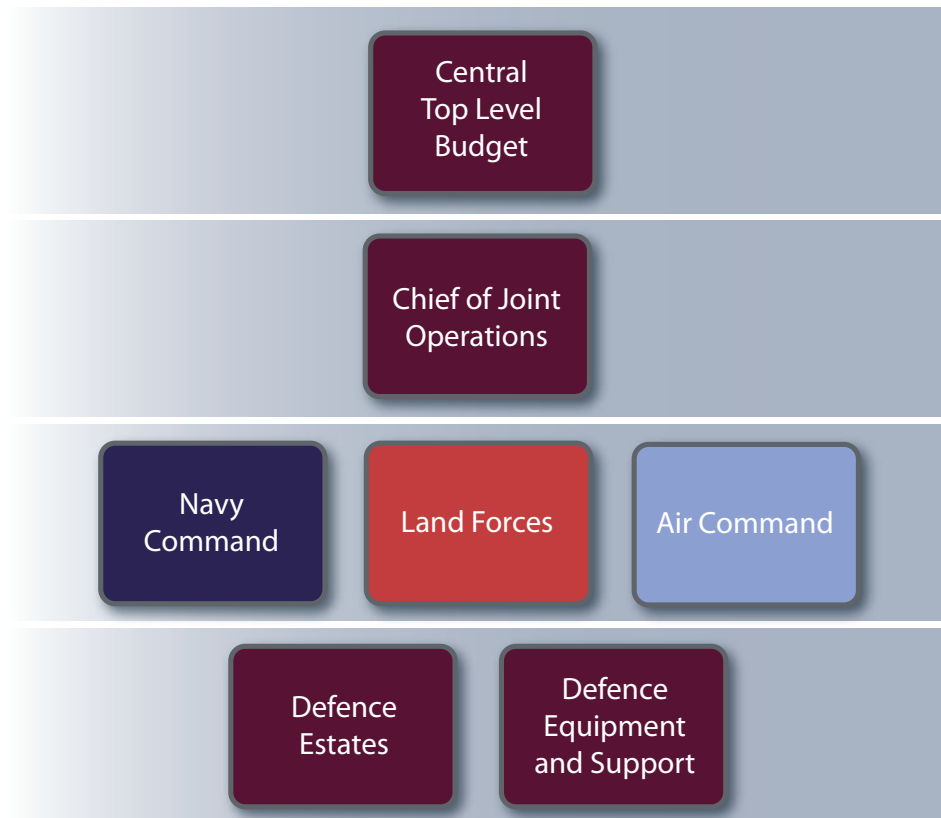 Central
Top Level
Budget
Chief of Joint
Operations
Navy
Command
Land Forces
Air Command
Defence
Estates
Defence
Equipment
and Support